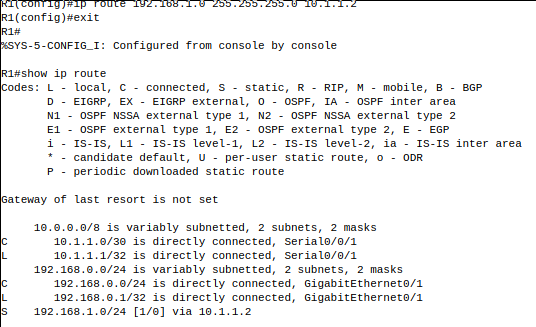 R1(config)#ip route 192.168.1.0 255.255.255.0 10.1.1.2
R1(config)#exit
R1#
%SYS-5-CONFIG_I: Configured from console by console
R1#show ip route
Codes: L - local, C - connected, S - static, R - RIP, M - mobile, B - BGP
D - EIGRP, EX - EIGRP external, O - OSPF, IA - OSPF inter area
N1 - OSPF NSSA external type 1, N2 - OSPF NSSA external type 2
E1 - OSPF external type 1, E2 - OSPF external type 2, E - EGP
i - IS-IS, L1 - IS-IS level-1, L2 - IS-IS level-2, ia - IS-IS inter area
* - candidate default, U - per-user static route, o - ODR
P - periodic downloaded static route
Gateway of last resort is not set
10.0.0.0/8 is variably subnetted, 2 subnets, 2 masks
C 10.1.1.0/30 is directly connected, Serial0/0/1
L 10.1.1.1/32 is directly connected, Serial0/0/1
192.168.0.0/24 is variably subnetted, 2 subnets, 2 masks
C 192.168.0.0/24 is directly connected, GigabitEthernet0/1
L 192.168.0.1/32 is directly connected, GigabitEthernet0/1
S 192.168.1.0/24 [1/0] via 10.1.1.2